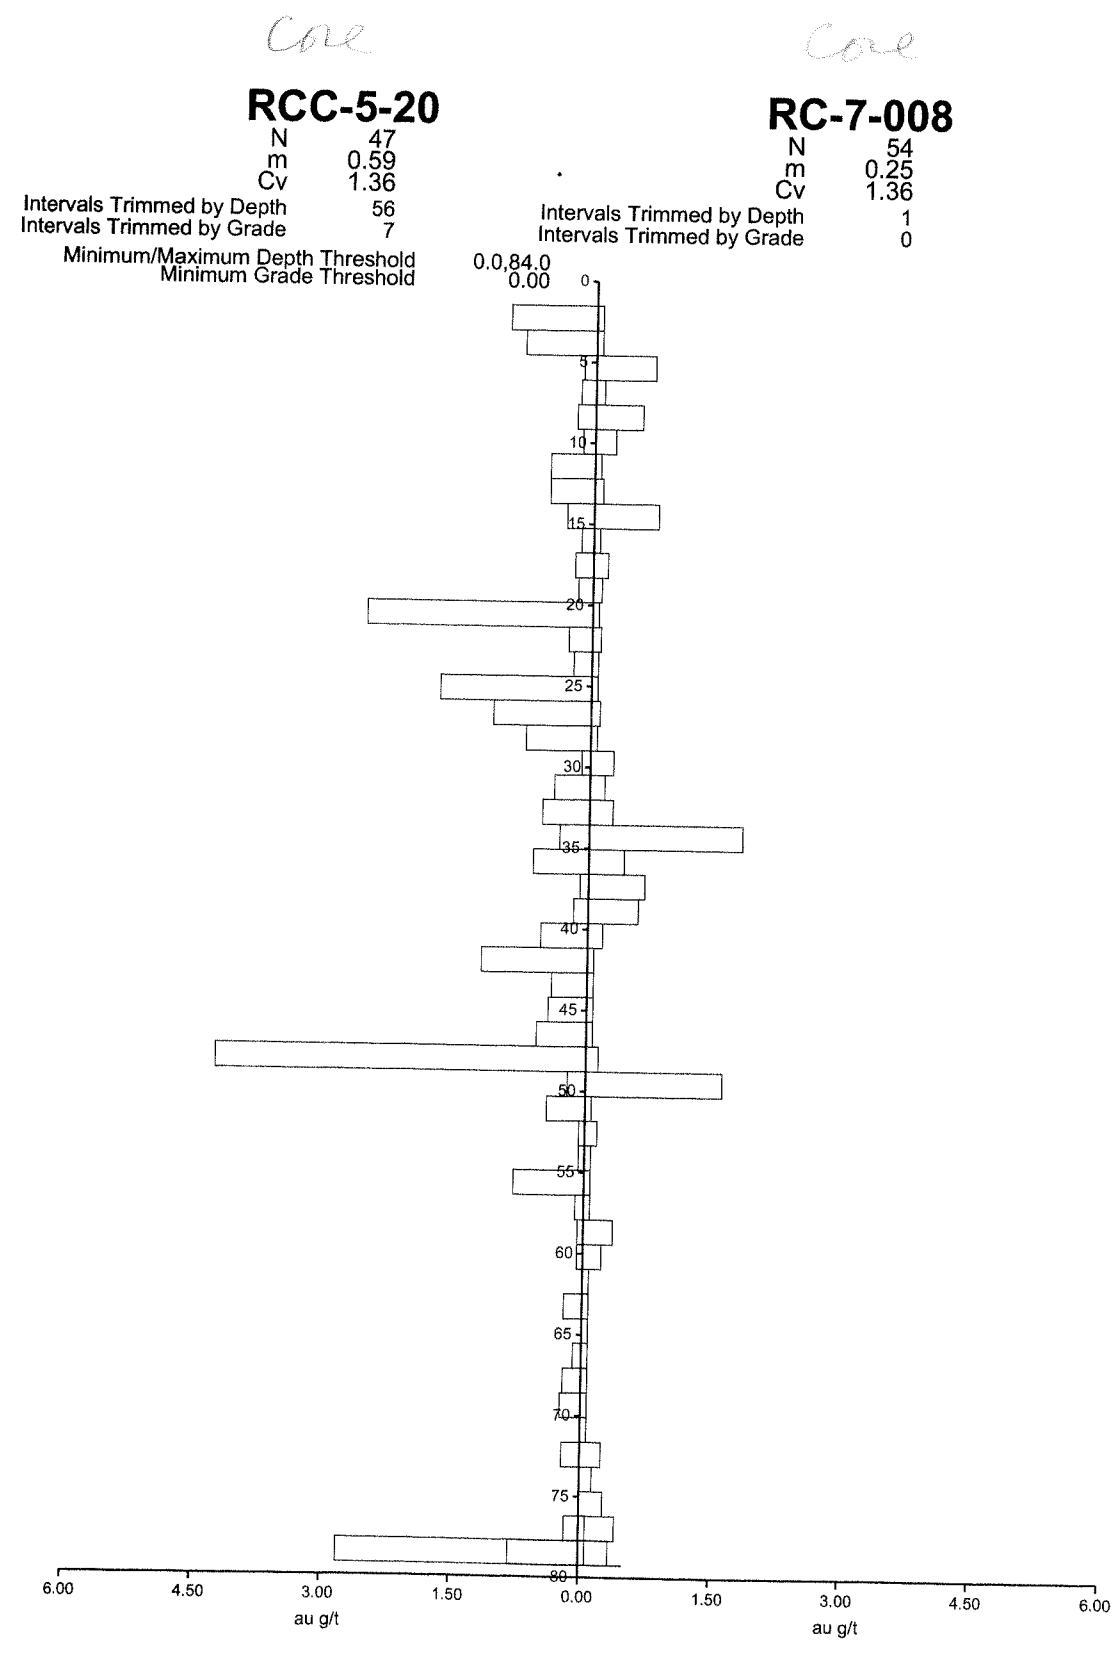 Core Core
RCC-5-20 RC-7-008
N 47 N 54
m 0.59 m 0.25
Cv 1.36 Cv 1.36
Intervals Trimmed by Depth 56 Intervals Trimmed by Depth 1
Intervals Trimmed by Grade 7 Intervals Trimmed by Grade 0
Minimum/Maximum Depth Threshold 0.0,84.0
Minimum Grade Threshold 0.00
0
5
10
15
20
25
30
35
40
45
50
55
60
65
70
75
80
6.00 4.50 3.00 1.50 0.00 1.50 3.00 4.50 6.00
au g/t au g/t